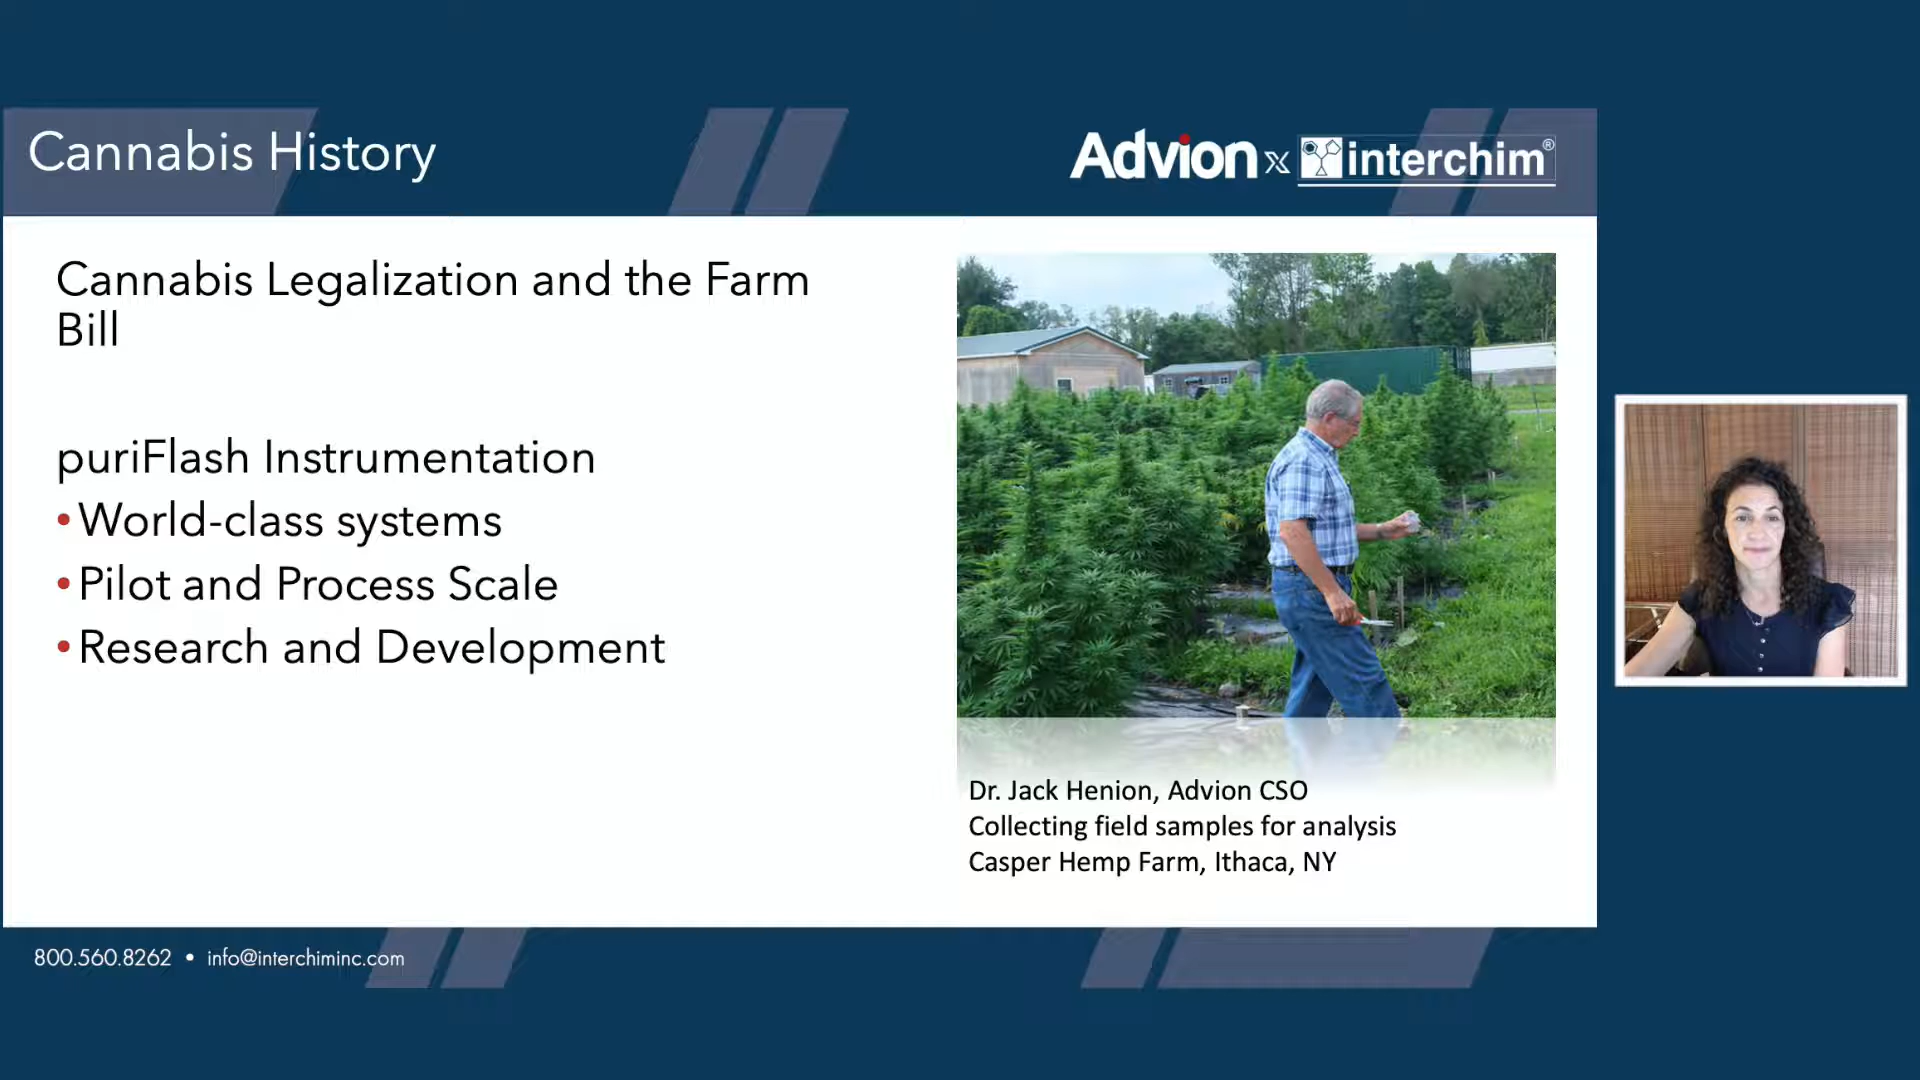 Cannabis History
Advion x interchim®
Cannabis Legalization and the Farm
Bill
puriFlash Instrumentation
•World-class systems
•Pilot and Process Scale
•Research and Development
Dr. Jack Henion, Advion CSO
Collecting field samples for analysis
Casper Hemp Farm, Ithaca, NY
800.560.8262 • info@interchiminc.com